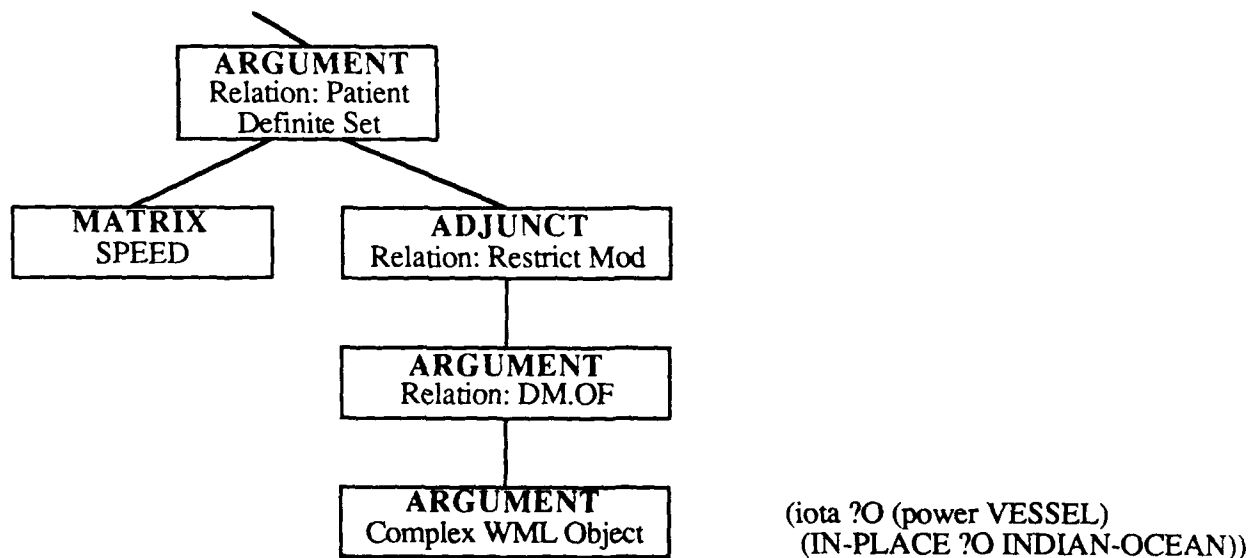 ARGUMENT
Relation: Patient
Definite Set
MATRIX
SPEED
ADJUNCT
Relation: Restrict Mod
ARGUMENT
Relation: DM.OF
ARGUMENT
Complex WML Object
(iota ?O (power VESSEL)
(IN-PLACE ?O INDIAN-OCEAN))